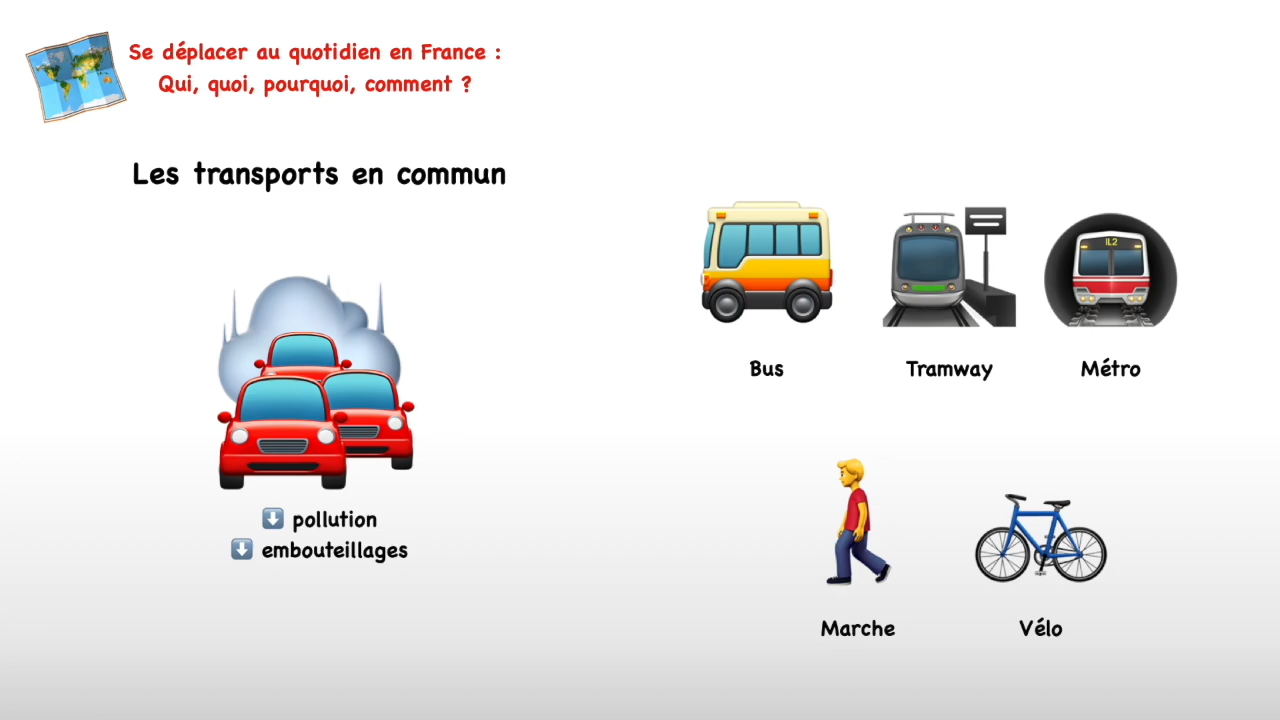 Se déplacer au quotidien en France :
Qui, quoi, pourquoi, comment ?
Les transports en commun
IL2
Bus
Tramway
Métro
pollution
embouteillages
Marche
Vélo